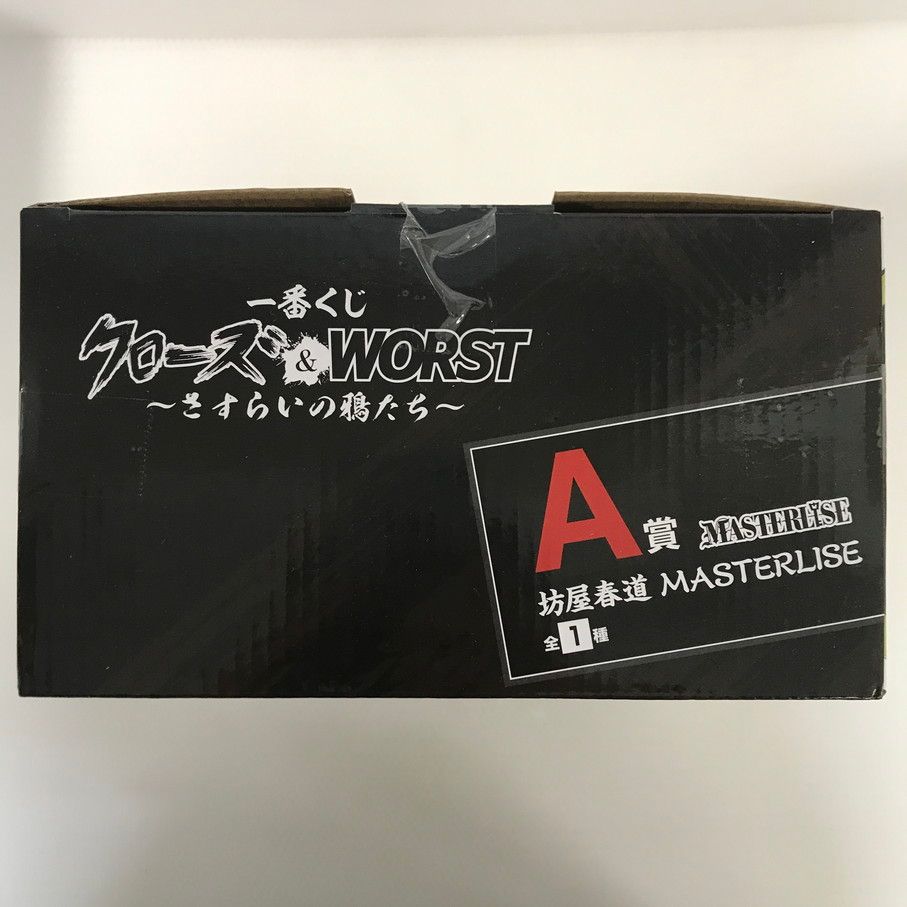 一番くじ
クローズ&WORST
～さすらいの鴉たち～
A賞 MASTERLISE
坊屋春道 MASTERLISE
全1種